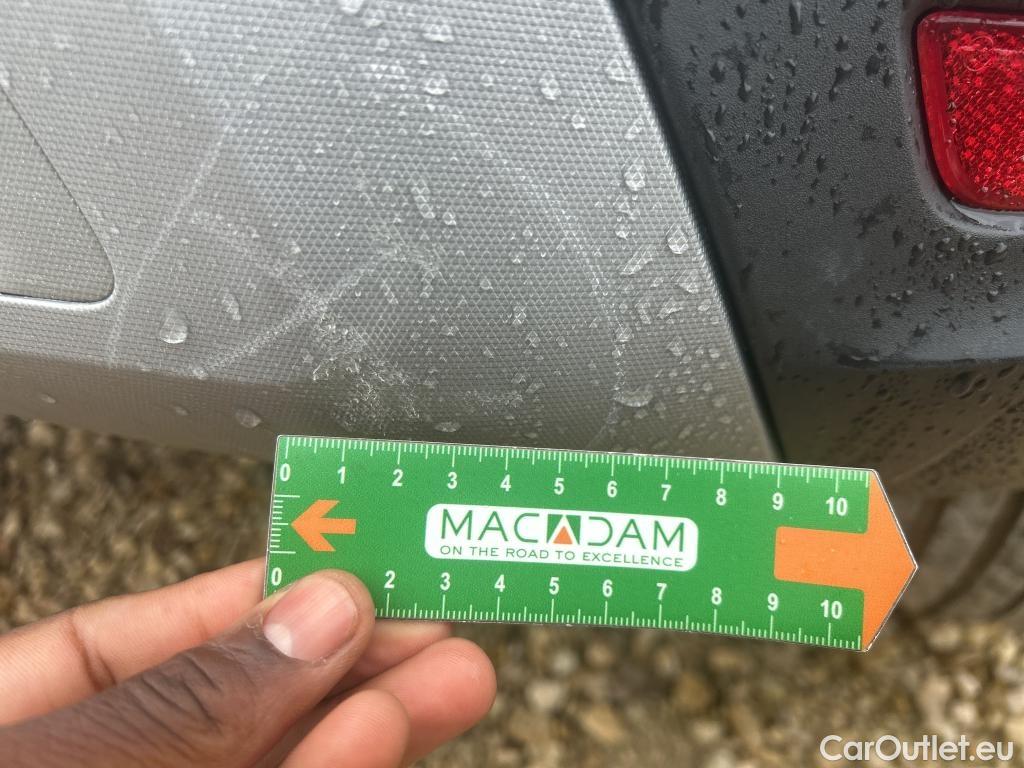 0 1 2 3 4 5 6 7 8 9 10
MACADAM
ON THE ROAD TO EXCELLENCE
0 2 3 4 5 6 7 8 9 10
CarOutlet.eu